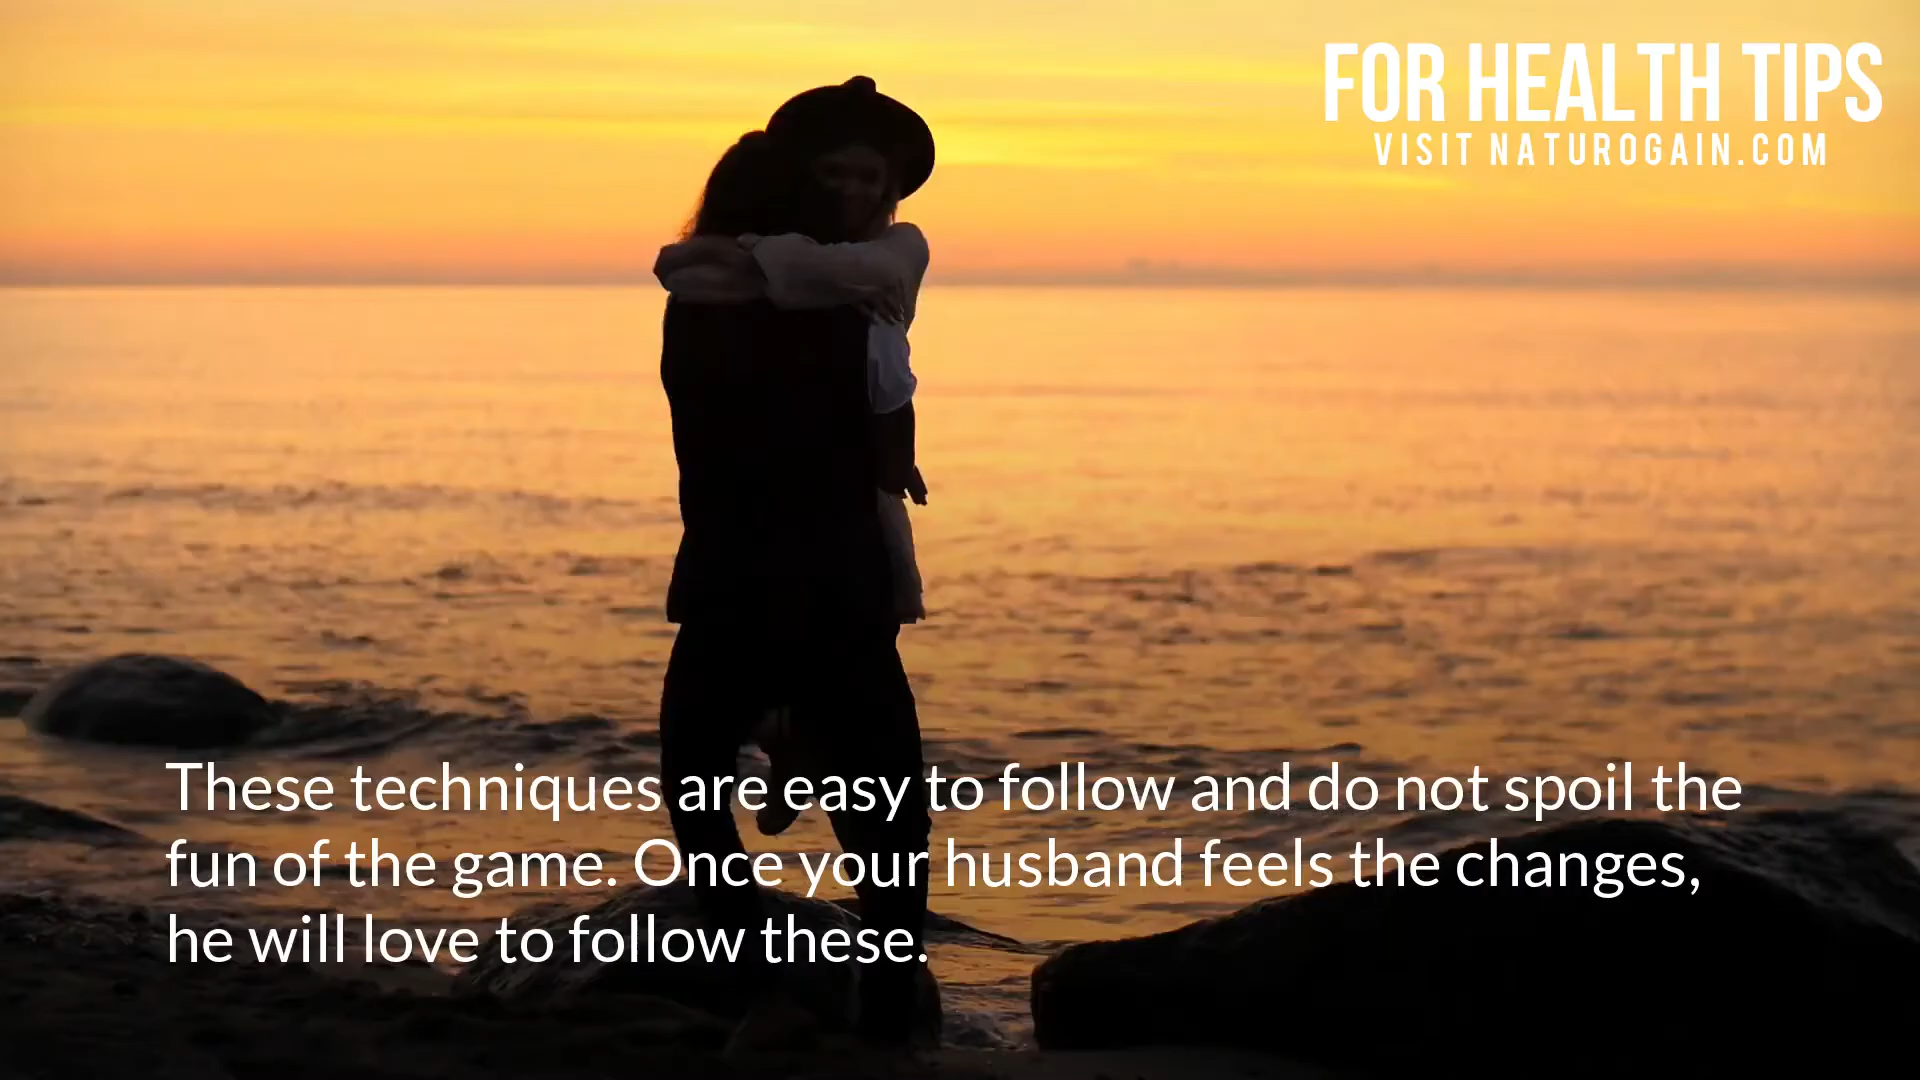 FOR HEALTH TIPS
VISIT NATUROGAIN.COM
These techniques are easy to follow and do not spoil the
fun of the game. Once your husband feels the changes,
he will love to follow these.